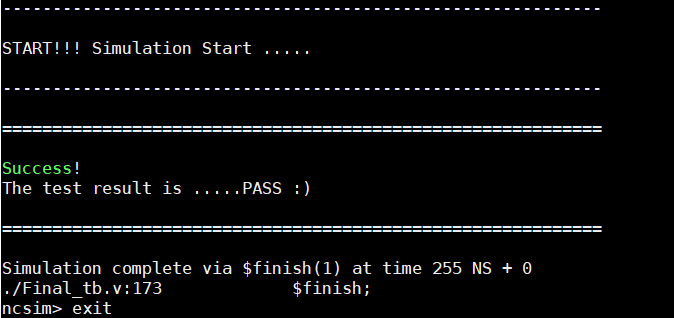 ------------------------------------------------------------
START!!! Simulation Start .....
------------------------------------------------------------
============================================================
Success!
The test result is .....PASS :)
============================================================
Simulation complete via $finish(1) at time 255 NS + 0
./Final_tb.v:173             $finish;
ncsim> exit